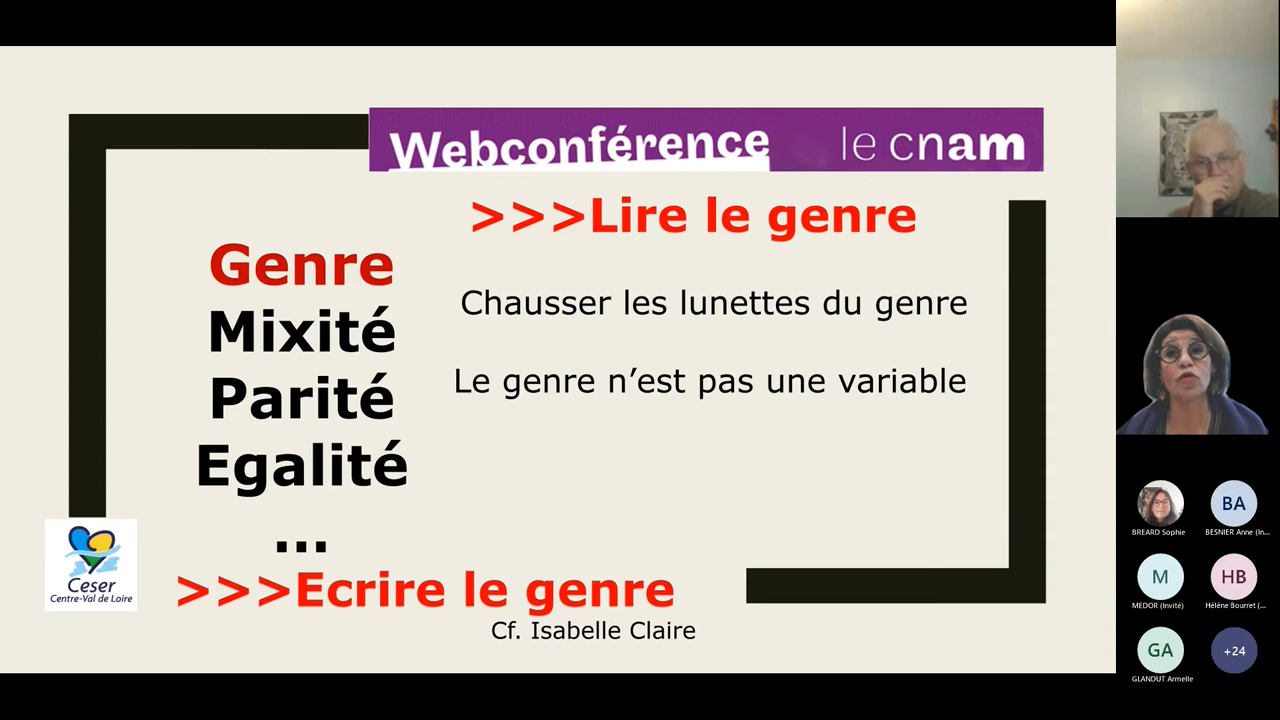 Webconférence le cnam
>>>Lire le genre
Genre
Mixité
Parité
Egalité
...
Chausser les lunettes du genre
Le genre n’est pas une variable
>>>Ecrire le genre
Cf. Isabelle Claire
Ceser
Centre-Val de Loire
BREARD Sophie
BA
BESNIER Anne (In...
M
MEDOR (Invité)
HB
Hélène Bourret (...
GA
GLANDUT Armelle
+24